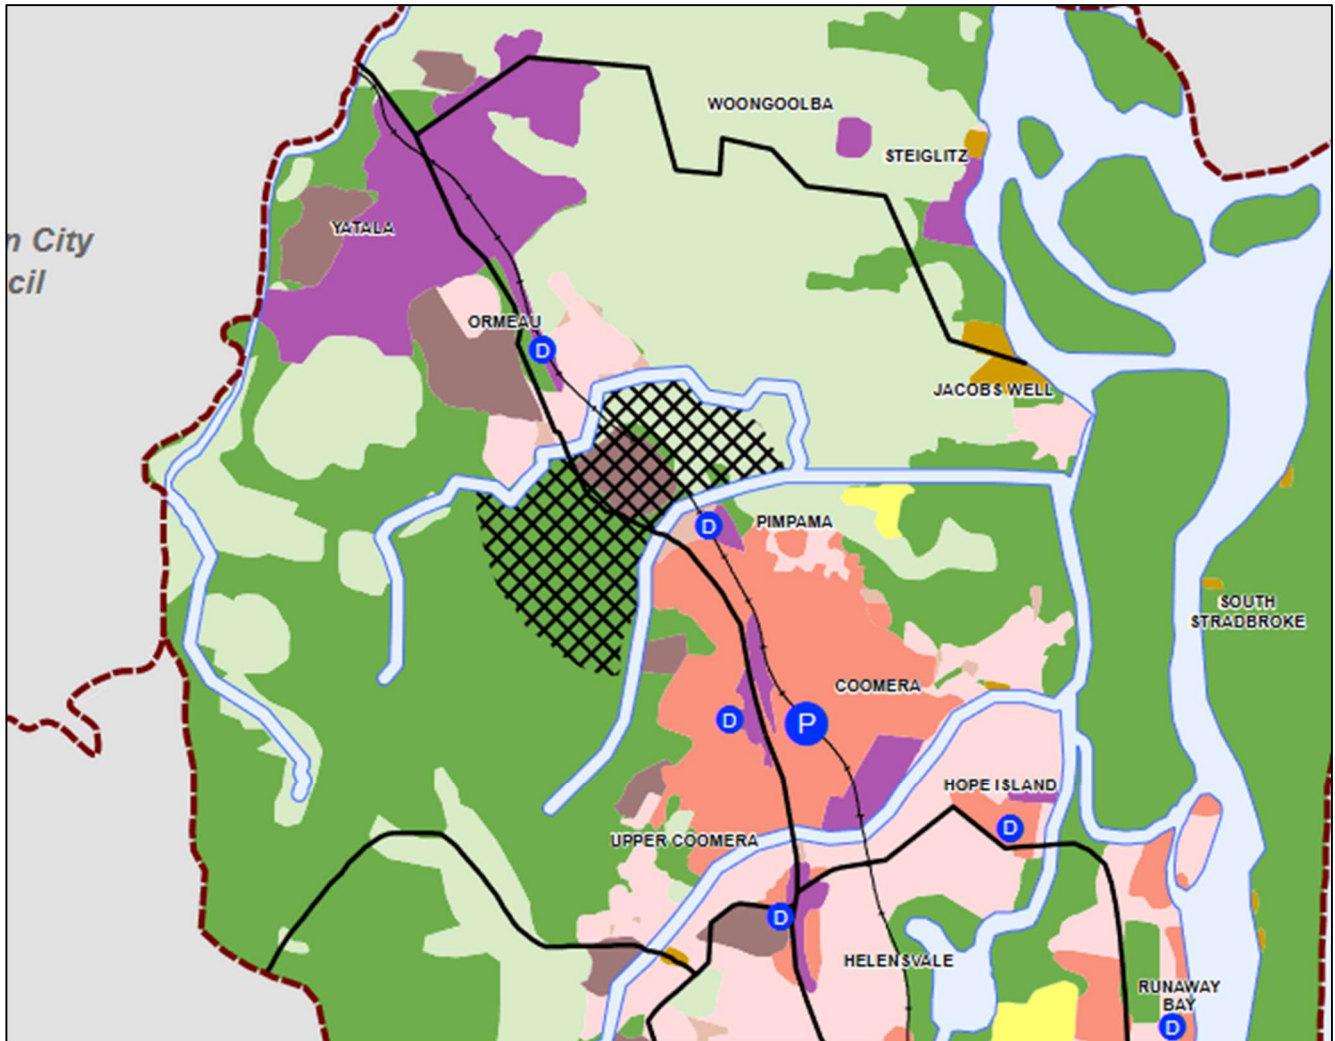 WOONGOOLBA
STEIGLITZ
YATALA
n City
cil
ORMEAU
D
JACOBS WELL
D
PIMPAMA
SOUTH
STRADBROKE
COOMERA
D
P
HOPE ISLAND
D
UPPER COOMERA
D
HELENSVALE
RUNAWAY
BAY
D